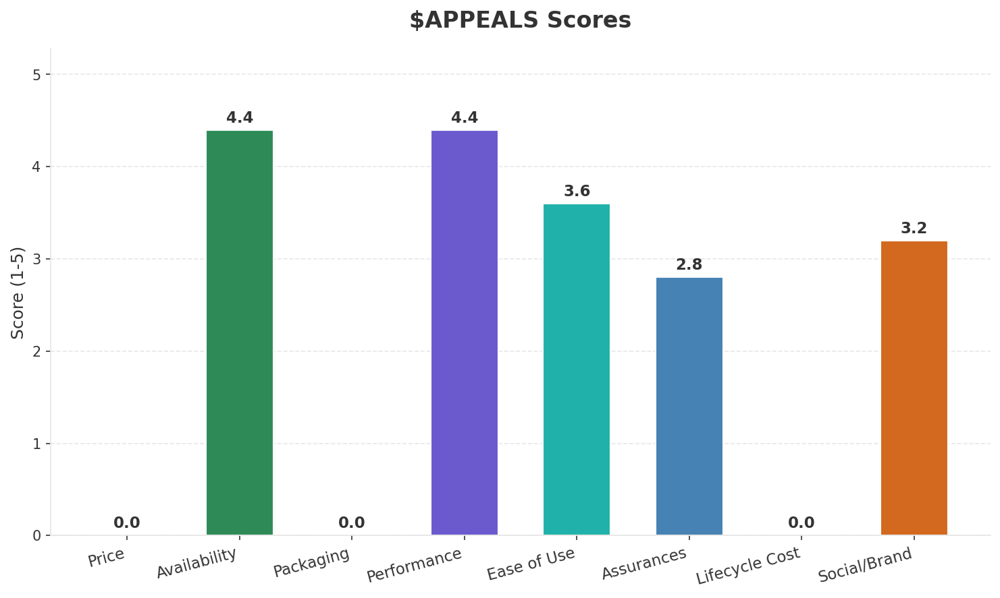 $APPEALS Scores
Score (1-5)
5
4
3
2
1
0
0.0
4.4
0.0
4.4
3.6
2.8
0.0
3.2
Price
Availability
Packaging
Performance
Ease of Use
Assurances
Lifecycle Cost
Social/Brand